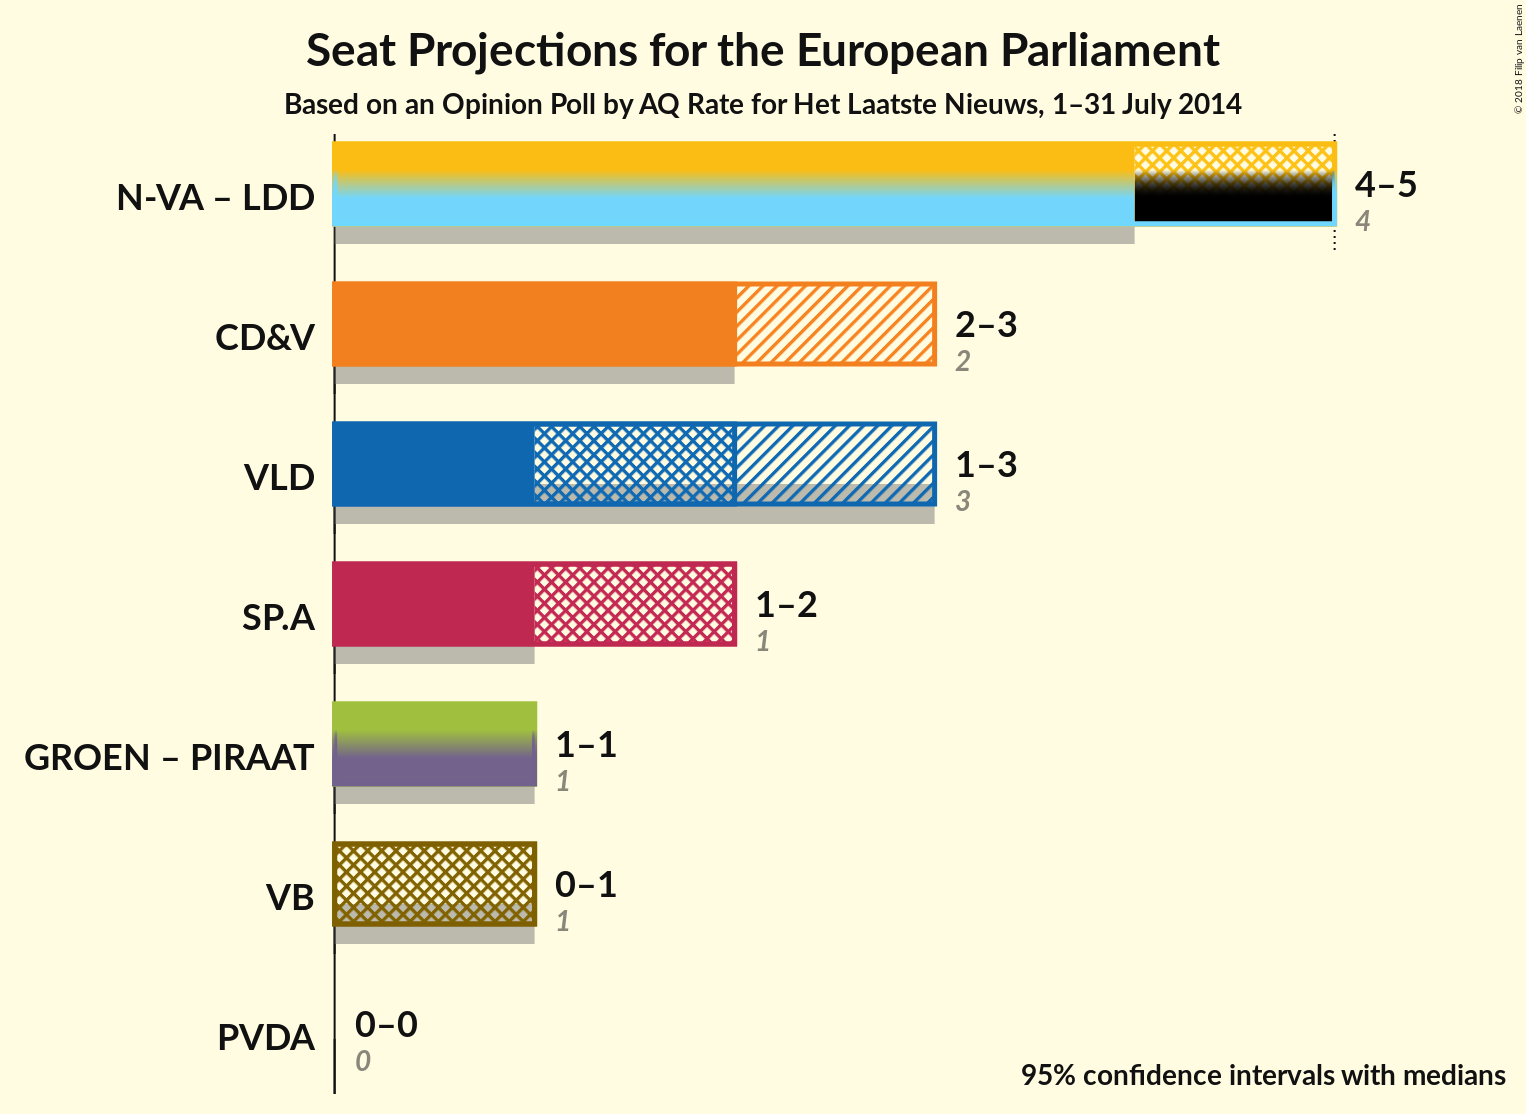 Seat Projections for the European Parliament
Based on an Opinion Poll by AQ Rate for Het Laatste Nieuws, 1–31 July 2014
© 2018 Filip van Laenen
N-VA – LDD
4–5
4
CD&V
2–3
2
VLD
1–3
3
SP.A
1–2
1
GROEN – PIRAAT
1–1
1
VB
0–1
1
PVDA
0–0
0
95% confidence intervals with medians